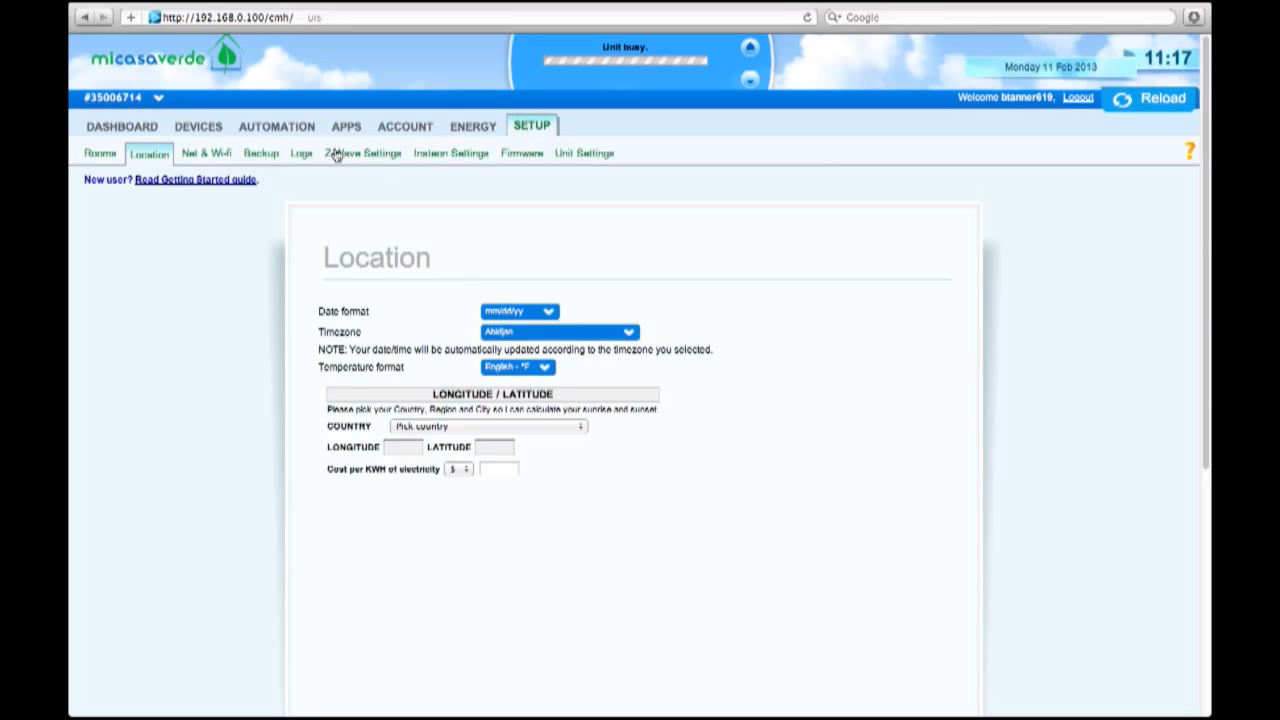 http://192.168.0.100/cmh/ — UI5
Google
micasaverde
Unit busy.
Monday 11 Feb 2013
11:17
#35006714
Welcome btanner619, Logout
Reload
DASHBOARD DEVICES AUTOMATION APPS ACCOUNT ENERGY SETUP
Rooms Location Net & Wi-fi Backup Logs Z-Wave Settings Insteon Settings Firmware Unit Settings
?
New user? Read Getting Started guide.
Location
Date format mm/dd/yy
Timezone Abidjan
NOTE: Your date/time will be automatically updated according to the timezone you selected.
Temperature format English - °F
LONGITUDE / LATITUDE
Please pick your Country, Region and City so I can calculate your sunrise and sunset.
COUNTRY Pick country
LONGITUDE LATITUDE
Cost per KWH of electricity $